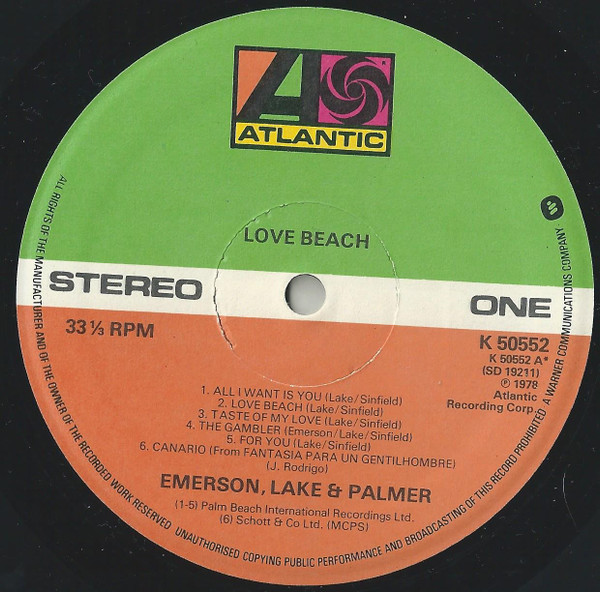 ATLANTIC
LOVE BEACH
STEREO
ONE
33 ⅓ RPM
K 50552
K 50552 A*
(SD 19211)
℗ 1978
Atlantic
Recording Corp.
1. ALL I WANT IS YOU (Lake/Sinfield)
2. LOVE BEACH (Lake/Sinfield)
3. TASTE OF MY LOVE (Lake/Sinfield)
4. THE GAMBLER (Emerson/Lake/Sinfield)
5. FOR YOU (Lake/Sinfield)
6. CANARIO (From FANTASIA PARA UN GENTILHOMBRE)
(J. Rodrigo)
EMERSON, LAKE & PALMER
(1-5) Palm Beach International Recordings Ltd.
(6) Schott & Co Ltd. (MCPS)
ALL RIGHTS OF THE MANUFACTURER AND OF THE OWNER OF THE RECORDED WORK RESERVED UNAUTHORISED COPYING PUBLIC PERFORMANCE AND BROADCASTING OF THIS RECORD PROHIBITED A WARNER COMMUNICATIONS COMPANY